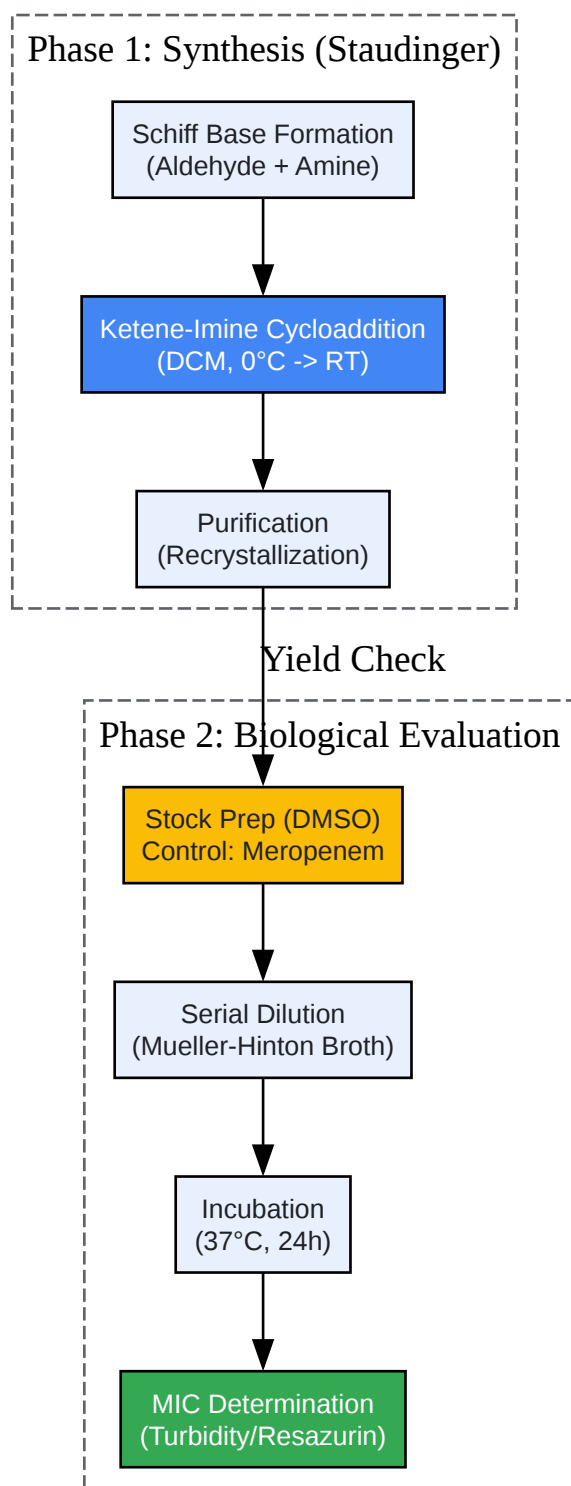 Phase 1: Synthesis (Staudinger)
Schiff Base Formation
(Aldehyde + Amine)
Ketene-Imine Cycloaddition
(DCM, 0°C -> RT)
Purification
(Recrystallization)
Yield Check
Phase 2: Biological Evaluation
Stock Prep (DMSO)
Control: Meropenem
Serial Dilution
(Mueller-Hinton Broth)
Incubation
(37°C, 24h)
MIC Determination
(Turbidity/Resazurin)